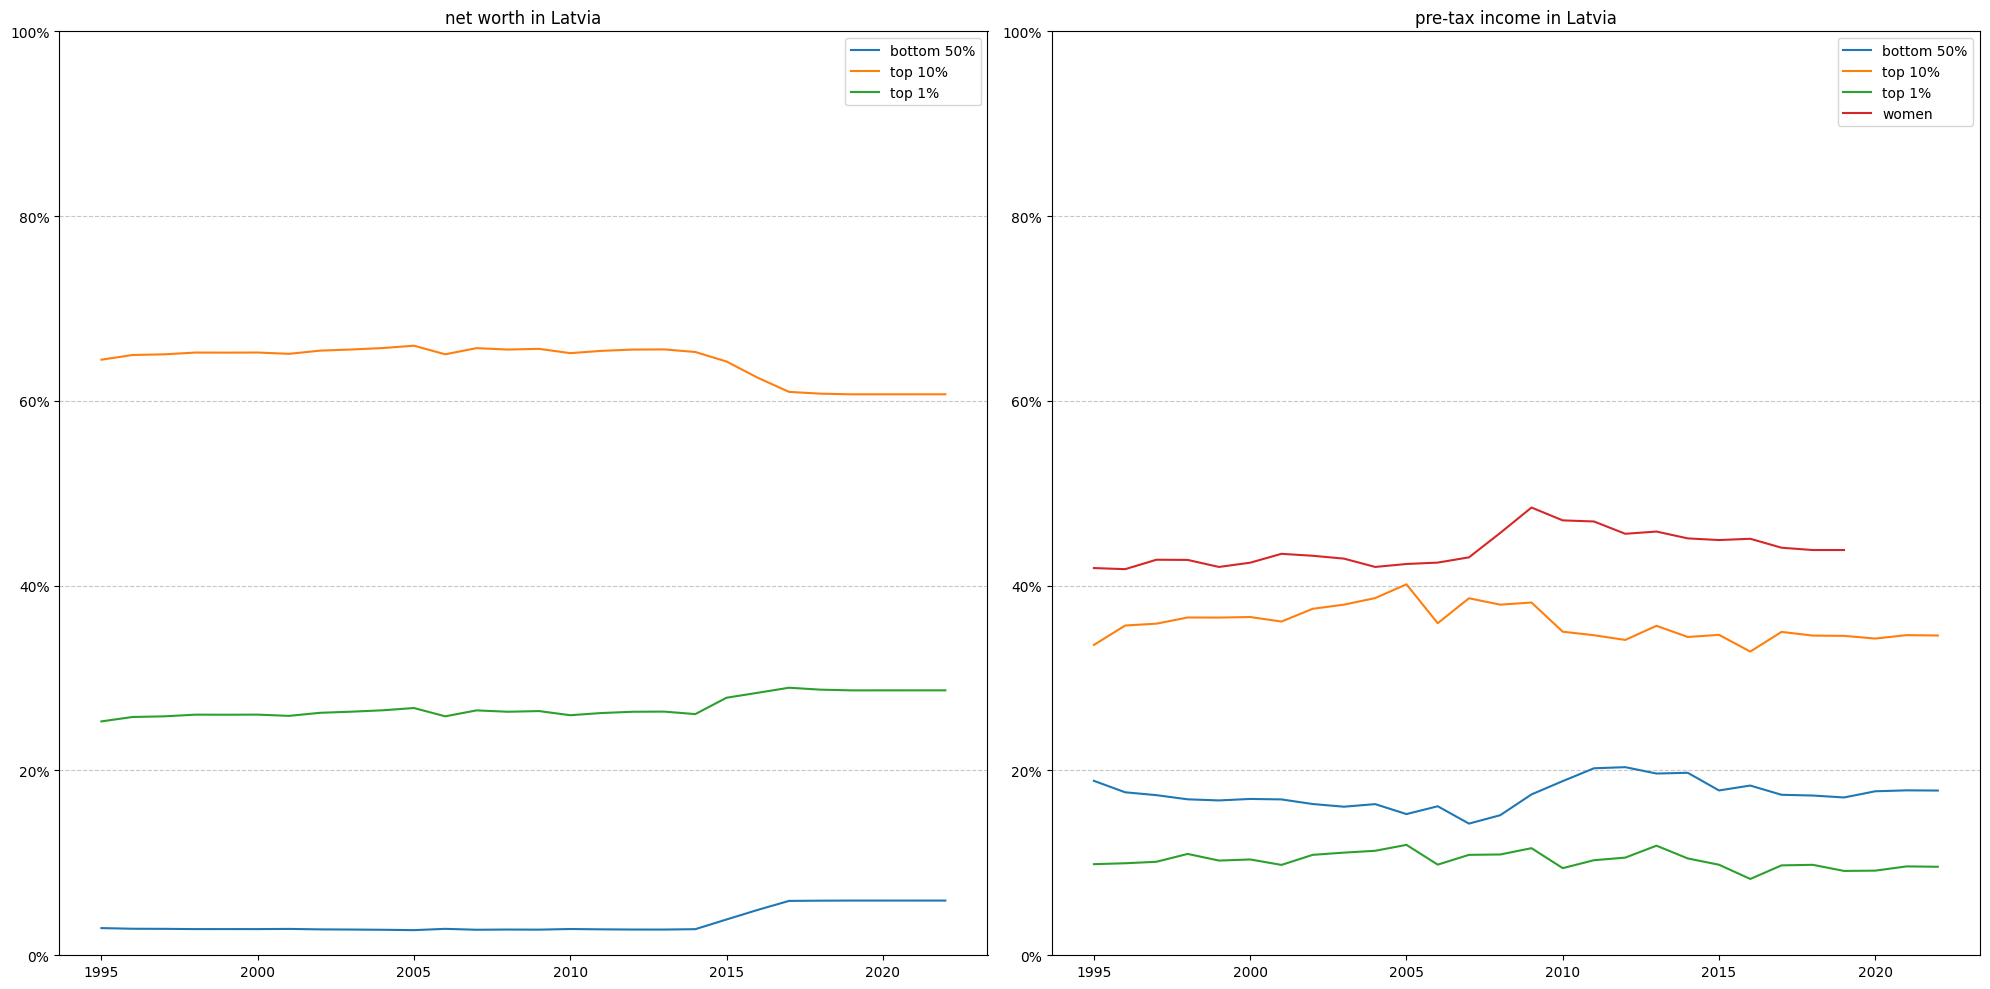 net worth in Latvia
100%
80%
60%
40%
20%
0%
1995 2000 2005 2010 2015 2020
bottom 50%
top 10%
top 1%
pre-tax income in Latvia
100%
80%
60%
40%
20%
0%
1995 2000 2005 2010 2015 2020
bottom 50%
top 10%
top 1%
women